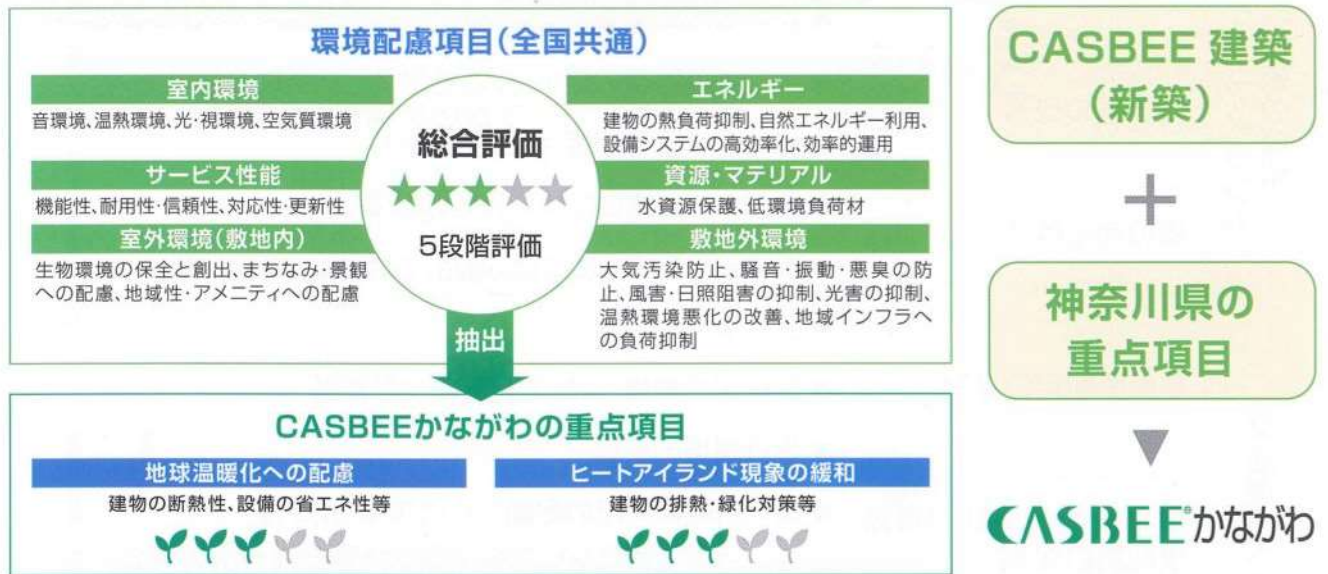 環境配慮項目(全国共通)
室内環境
音環境、温熱環境、光・視環境、空気質環境
サービス性能
機能性、耐用性・信頼性、対応性・更新性
室外環境(敷地内)
生物環境の保全と創出、まちなみ・景観
への配慮、地域性・アメニティへの配慮
総合評価
★★★★★
5段階評価
エネルギー
建物の熱負荷抑制、自然エネルギー利用、
設備システムの高効率化、効率的運用
資源・マテリアル
水資源保護、低環境負荷材
敷地外環境
大気汚染防止、騒音・振動・悪臭の防
止、風害・日照阻害の抑制、光害の抑制、
温熱環境悪化の改善、地域インフラへ
の負荷抑制
抽出
CASBEEかながわの重点項目
地球温暖化への配慮
建物の断熱性、設備の省エネ性等
ヒートアイランド現象の緩和
建物の排熱・緑化対策等
CASBEE 建築
(新築)
+
神奈川県の
重点項目
▼
CASBEE®かながわ